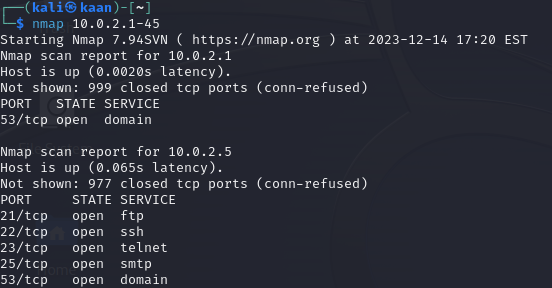 ┌──(kali㉿kaan)-[~]
└─$ nmap 10.0.2.1-45
Starting Nmap 7.94SVN ( https://nmap.org ) at 2023-12-14 17:20 EST
Nmap scan report for 10.0.2.1
Host is up (0.0020s latency).
Not shown: 999 closed tcp ports (conn-refused)
PORT   STATE SERVICE
53/tcp open  domain

Nmap scan report for 10.0.2.5
Host is up (0.065s latency).
Not shown: 977 closed tcp ports (conn-refused)
PORT     STATE SERVICE
21/tcp   open  ftp
22/tcp   open  ssh
23/tcp   open  telnet
25/tcp   open  smtp
53/tcp   open  domain